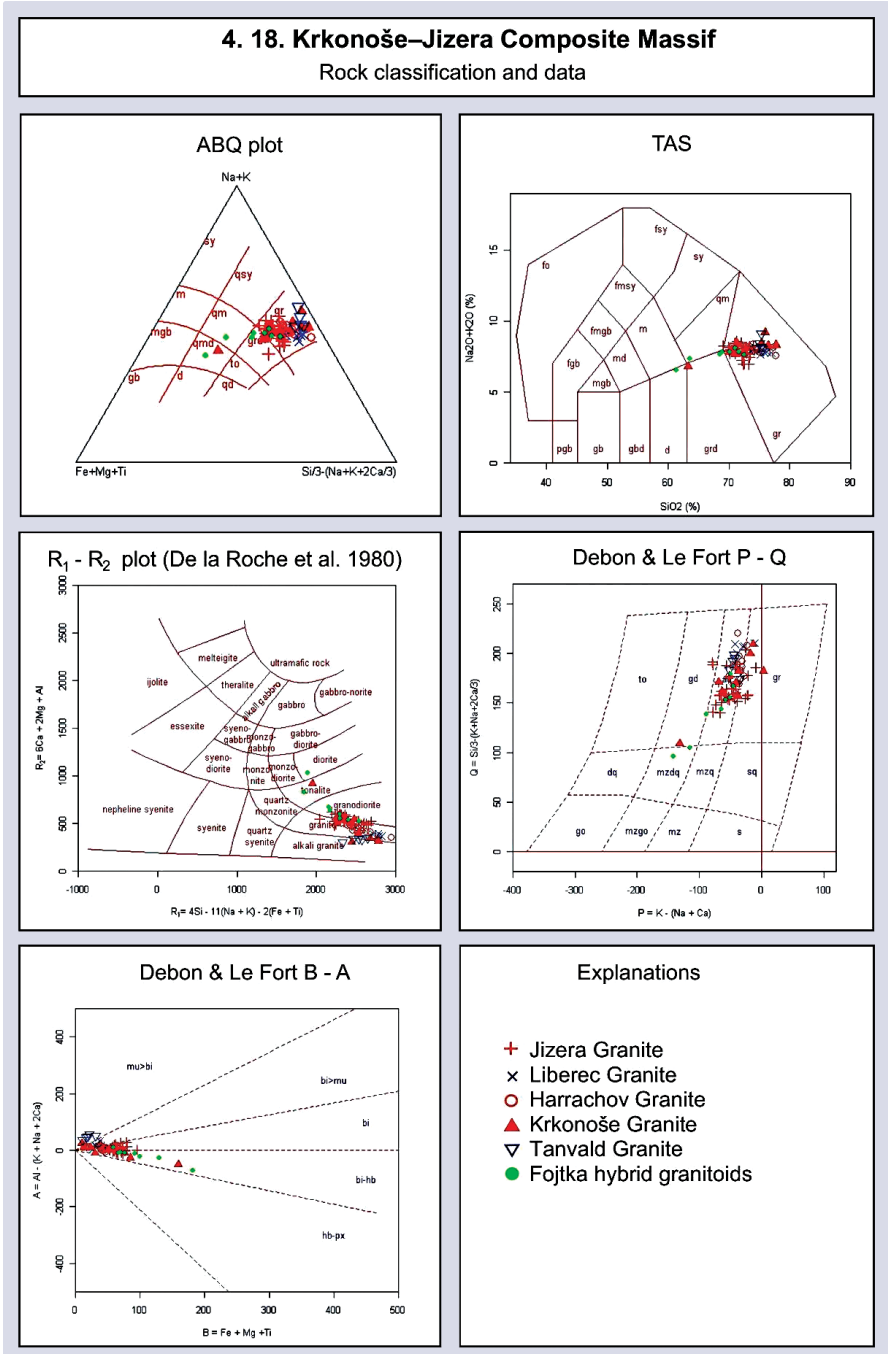 4. 18. Krkonoše–Jizera Composite Massif
Rock classification and data
ABQ plot
Na+K
sy
qsy
m
qm
qr
mgb
qmd
gr
to
gb
d
qd
Fe+Mg+Ti
Si/3-(Na+K+2Ca/3)
TAS
Na2O+K2O (%)
15
10
5
0
fsy
fo
sy
fmsy
qm
fmgb
m
fgb
md
mgb
gr
pgb
gb
gbd
d
grd
40
50
60
70
80
90
SiO2 (%)
R1 - R2 plot (De la Roche et al. 1980)
R2= 6Ca + 2Mg + Al
3000
2500
2000
1500
1000
500
0
melteigite
ultramafic rock
ijolite
theralite
alkali gabbro
gabbro
gabbro-norite
essexite
syeno-gabbro
monzo-gabbro
gabbro-diorite
syeno-diorite
monzo-nite
monzo-diorite
diorite
tonalite
nepheline syenite
quartz monzonite
granodiorite
granite
syenite
quartz syenite
alkali granite
-1000
0
1000
2000
3000
R1= 4Si - 11(Na + K) - 2(Fe + Ti)
Debon & Le Fort P - Q
Q = Si/3-(K+Na+2Ca/3)
250
200
150
100
50
0
to
gd
gr
dq
mzdq
mzq
sq
go
mzgo
mz
s
-400
-300
-200
-100
0
100
P = K - (Na + Ca)
Debon & Le Fort B - A
A = Al - (K + Na + 2Ca)
400
200
0
-200
-400
mu>bi
bi>mu
bi
bi-hb
hb-px
0
100
200
300
400
500
B = Fe + Mg +Ti
Explanations
Jizera Granite
Liberec Granite
Harrachov Granite
Krkonoše Granite
Tanvald Granite
Fojtka hybrid granitoids